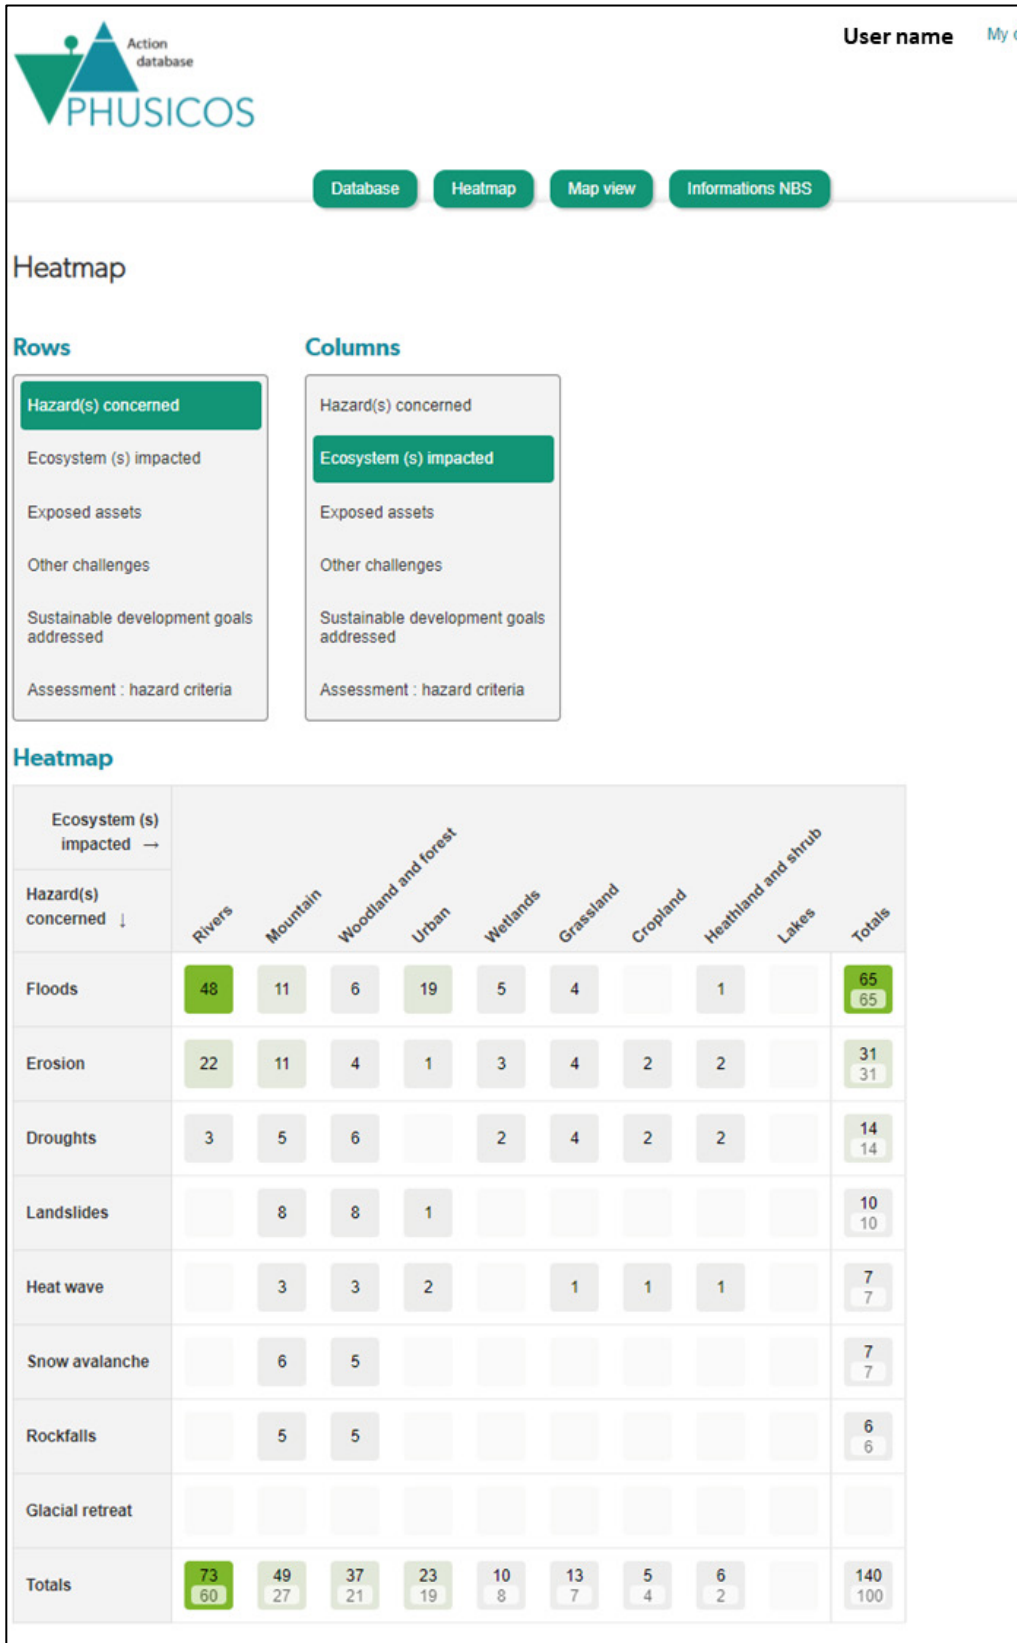 Action
database
PHUSICOS
User name My
Database Heatmap Map view Informations NBS
Heatmap
Rows Columns
Hazard(s) concerned Hazard(s) concerned
Ecosystem (s) impacted Ecosystem (s) impacted
Exposed assets Exposed assets
Other challenges Other challenges
Sustainable development goals Sustainable development goals
addressed addressed
Assessment : hazard criteria Assessment : hazard criteria
Heatmap
Ecosystem (s)
impacted →
Hazard(s)
concerned ↓
Rivers Mountain Woodland and forest Urban Wetlands Grassland Cropland Heathland and shrub Lakes Totals
Floods 48 11 6 19 5 4 1 65
65
Erosion 22 11 4 1 3 4 2 2 31
31
Droughts 3 5 6 2 4 2 2 14
14
Landslides 8 8 1 10
10
Heat wave 3 3 2 1 1 1 7
7
Snow avalanche 6 5 7
7
Rockfalls 5 5 6
6
Glacial retreat
Totals 73 49 37 23 10 13 5 6 140
60 27 21 19 8 7 4 2 100